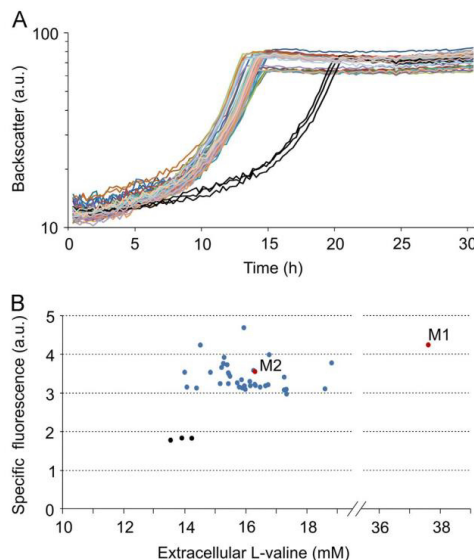 A
100
Backscatter (a.u.)
10
0 5 10 15 20 25 30
Time (h)
B
5
4
3
2
1
0
Specific fluorescence (a.u.)
M1
M2
10 12 14 16 18 36 38
Extracellular L-valine (mM)